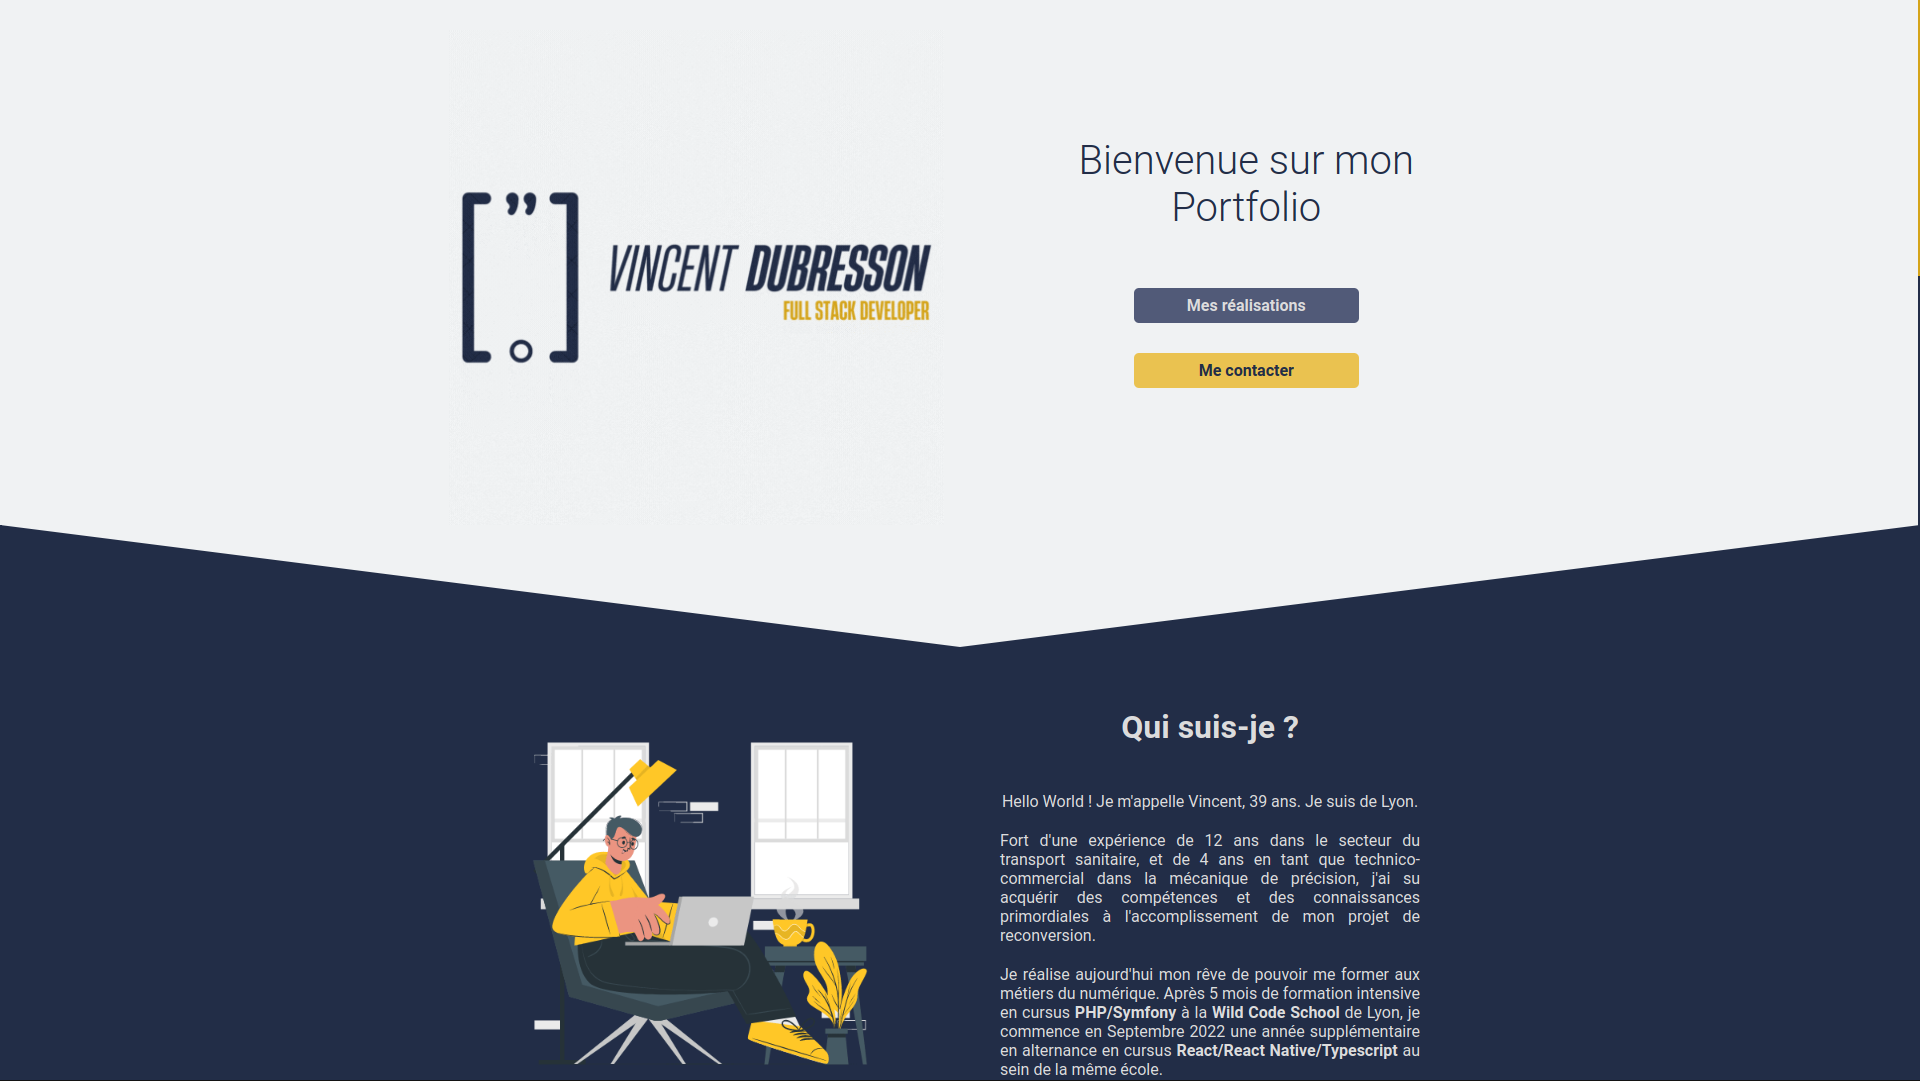 Bienvenue sur mon
Portfolio
[”.]
VINCENT DUBRESSON
FULL STACK DEVELOPER
Mes réalisations
Me contacter
Qui suis-je ?
Hello World ! Je m'appelle Vincent, 39 ans. Je suis de Lyon.
Fort d'une expérience de 12 ans dans le secteur du
transport sanitaire, et de 4 ans en tant que technico-
commercial dans la mécanique de précision, j'ai su
acquérir des compétences et des connaissances
primordiales à l'accomplissement de mon projet de
reconversion.
Je réalise aujourd'hui mon rêve de pouvoir me former aux
métiers du numérique. Après 5 mois de formation intensive
en cursus PHP/Symfony à la Wild Code School de Lyon, je
commence en Septembre 2022 une année supplémentaire
en alternance en cursus React/React Native/Typescript au
sein de la même école.